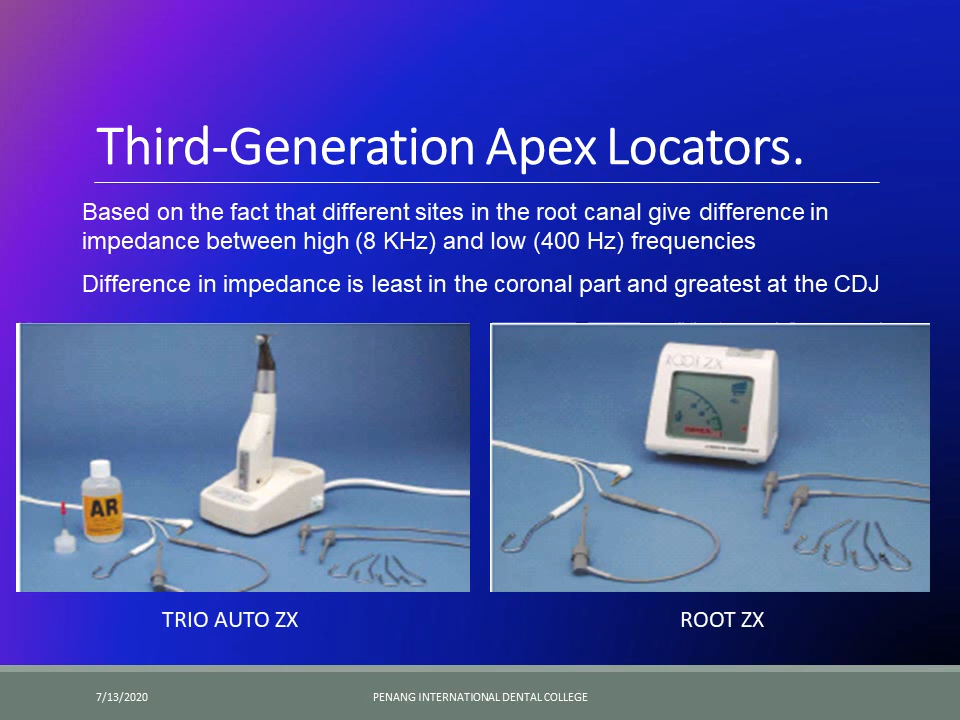 Third-Generation Apex Locators.
Based on the fact that different sites in the root canal give difference in
impedance between high (8 KHz) and low (400 Hz) frequencies
Difference in impedance is least in the coronal part and greatest at the CDJ
AR
ROOT ZX
TRIO AUTO ZX
ROOT ZX
7/13/2020
PENANG INTERNATIONAL DENTAL COLLEGE